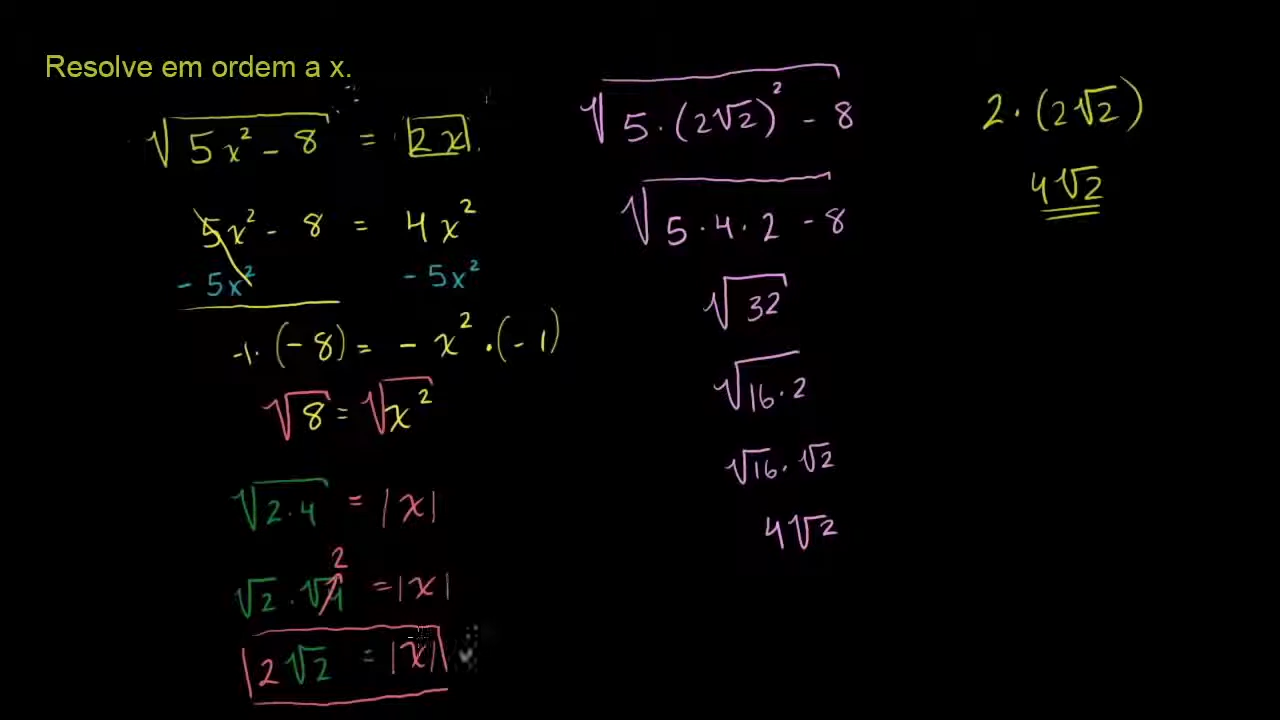 Resolve em ordem a x.
√(5x² - 8) = 2x
5x² - 8 = 4x²
- 5x² - 5x²
-1 · (-8) = - x² · (-1)
√8 = √x²
√(2·4) = |x|
√2 · √4 = |x|
2
2√2 = |x|
√(5 · (2√2)² - 8)
√(5 · 4 · 2 - 8)
√32
√(16 · 2)
√16 · √2
4√2
2 · (2√2)
4√2